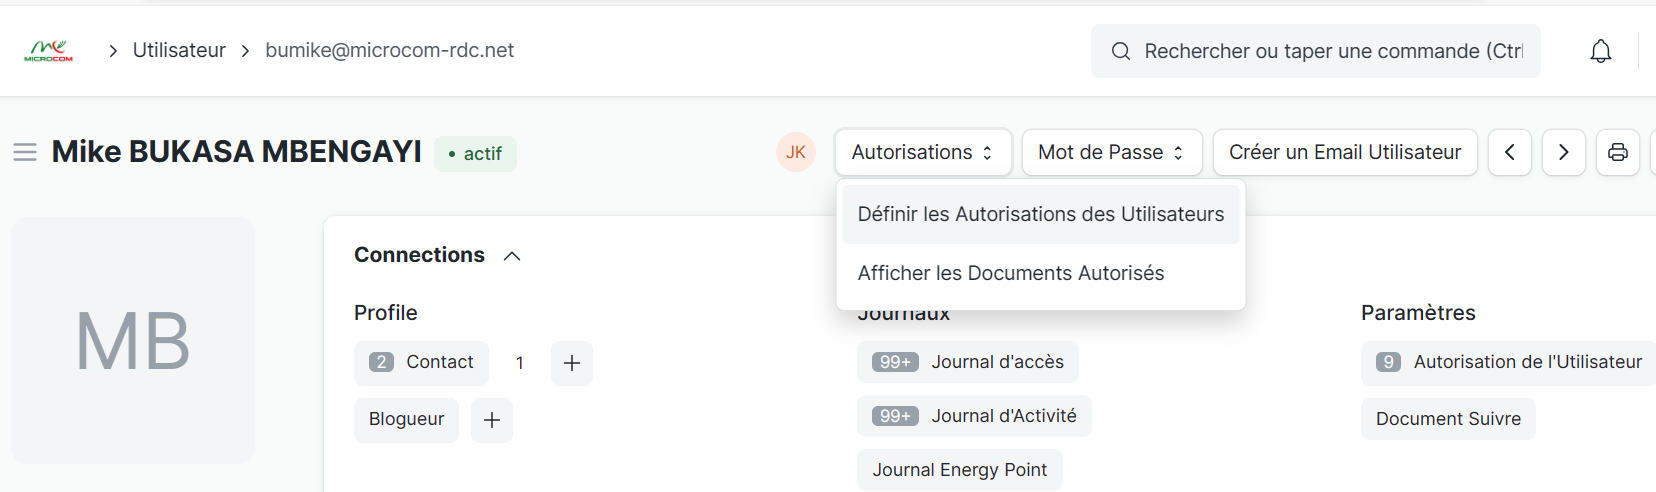 MICROCOM
Utilisateur
bumike@microcom-rdc.net
Rechercher ou taper une commande (Ctr
Mike BUKASA MBENGAYI
actif
JK
Autorisations
Mot de Passe
Créer un Email Utilisateur
Définir les Autorisations des Utilisateurs
Afficher les Documents Autorisés
MB
Connections
Profile
2 Contact 1
Blogueur
Journaux
99+ Journal d'accès
99+ Journal d'Activité
Journal Energy Point
Paramètres
9 Autorisation de l'Utilisateur
Document Suivre